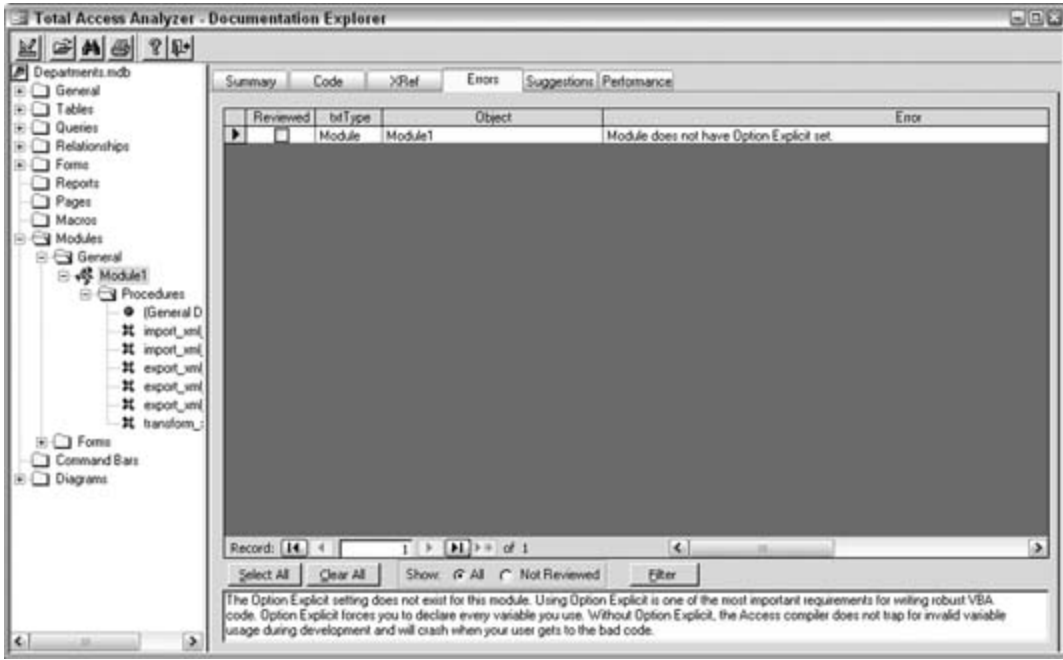 Total Access Analyzer - Documentation Explorer
Departments.mdb
General
Tables
Queries
Relationships
Forms
Reports
Pages
Macros
Modules
General
Module1
Procedures
(General D
import_xml_
import_xml_
export_xml
export_xml
export_xml_
transform_
Forms
Command Bars
Diagrams
Summary Code XRef Errors Suggestions Performance
Reviewed txtType Object Error
Module Module1 Module does not have Option Explicit set.
Record: 1 of 1
Select All Clear All Show: All Not Reviewed Filter
The Option Explicit setting does not exist for this module. Using Option Explicit is one of the most important requirements for writing robust VBA
code. Option Explicit forces you to declare every variable you use. Without Option Explicit, the Access compiler does not trap for invalid variable
usage during development and will crash when your user gets to the bad code.